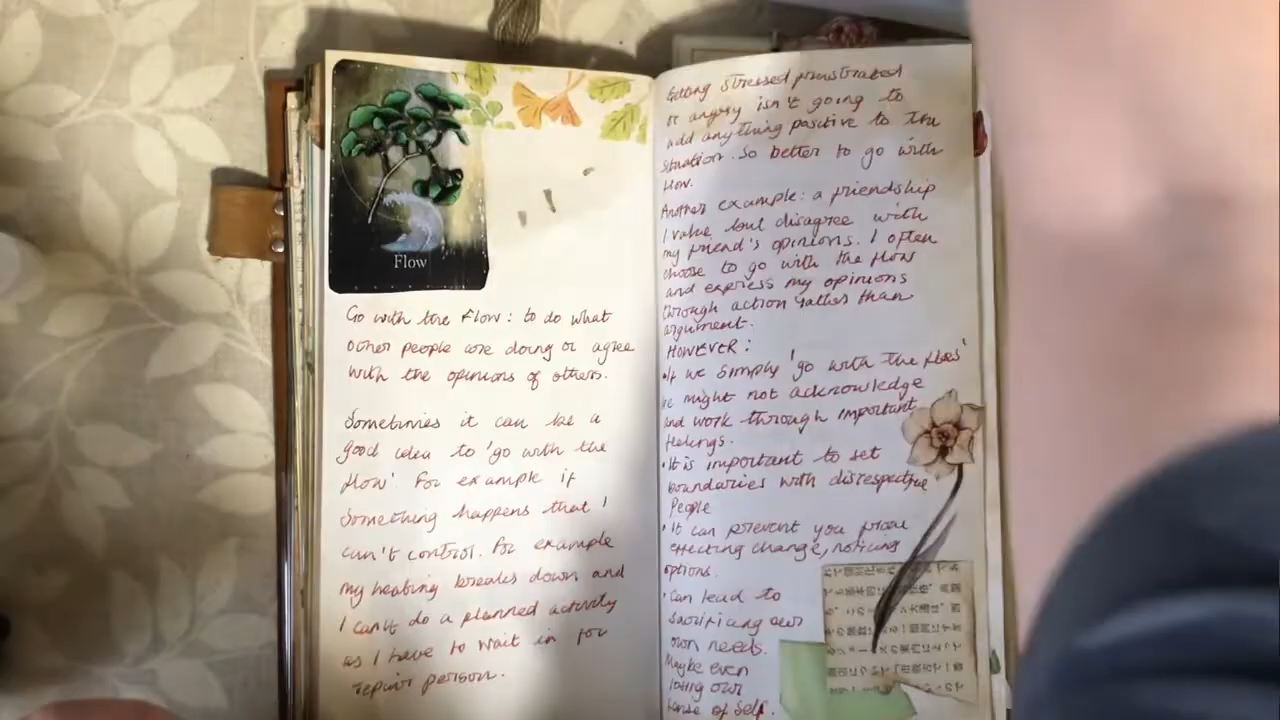 Flow
Go with the Flow: to do what
other people are doing or agree
with the opinions of others.
Sometimes it can be a
good idea to 'go with the
flow'. For example if
something happens that I
can't control. For example
my heating breaks down and
I can't do a planned activity
as I have to wait in for
repair person.
Getting stressed frustrated
or angry isn't going to
add anything positive to the
situation. So better to go with
flow.
Another example: a friendship
I value but disagree with
my friend's opinions. I often
choose to go with the flow
and express my opinions
through action rather than
argument.
HOWEVER:
• If we simply 'go with the flow'
we might not acknowledge
and work through important
feelings.
• It is important to set
boundaries with disrespectful
People
• It can prevent you from
effecting change, noticing
options.
• Can lead to
sacrificing our
own needs.
Maybe even
losing our
sense of self.